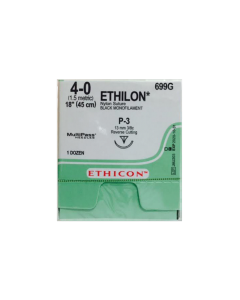 4-0
(1.5 metric)
18" (45 cm)
ETHILON*
699G
Nylon Suture
BLACK MONOFILAMENT
P-3
13 mm 3/8c
Reverse Cutting
MultiPass*
NEEDLES
1 DOZEN
ETHICON